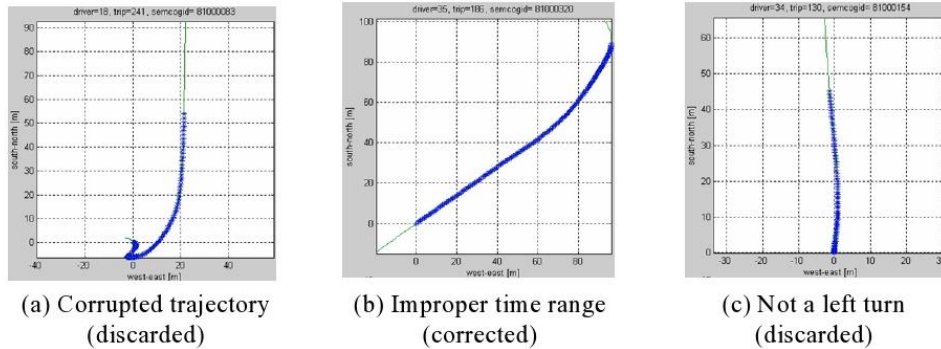 driver=18, trip=241, semcogid= 81000083
90
80
70
60
50
40
30
20
10
0
south-north [m]
-40 -20 0 20 40
west-east [m]
(a) Corrupted trajectory
(discarded)
driver=35, trip=186, semcogid= 81000320
100
80
60
40
20
0
south-north [m]
0 20 40 60 80
west-east [m]
(b) Improper time range
(corrected)
driver=34, trip=130, semcogid= 81000154
60
50
40
30
20
10
0
south-north [m]
-30 -20 -10 0 10 20 30
west-east [m]
(c) Not a left turn
(discarded)